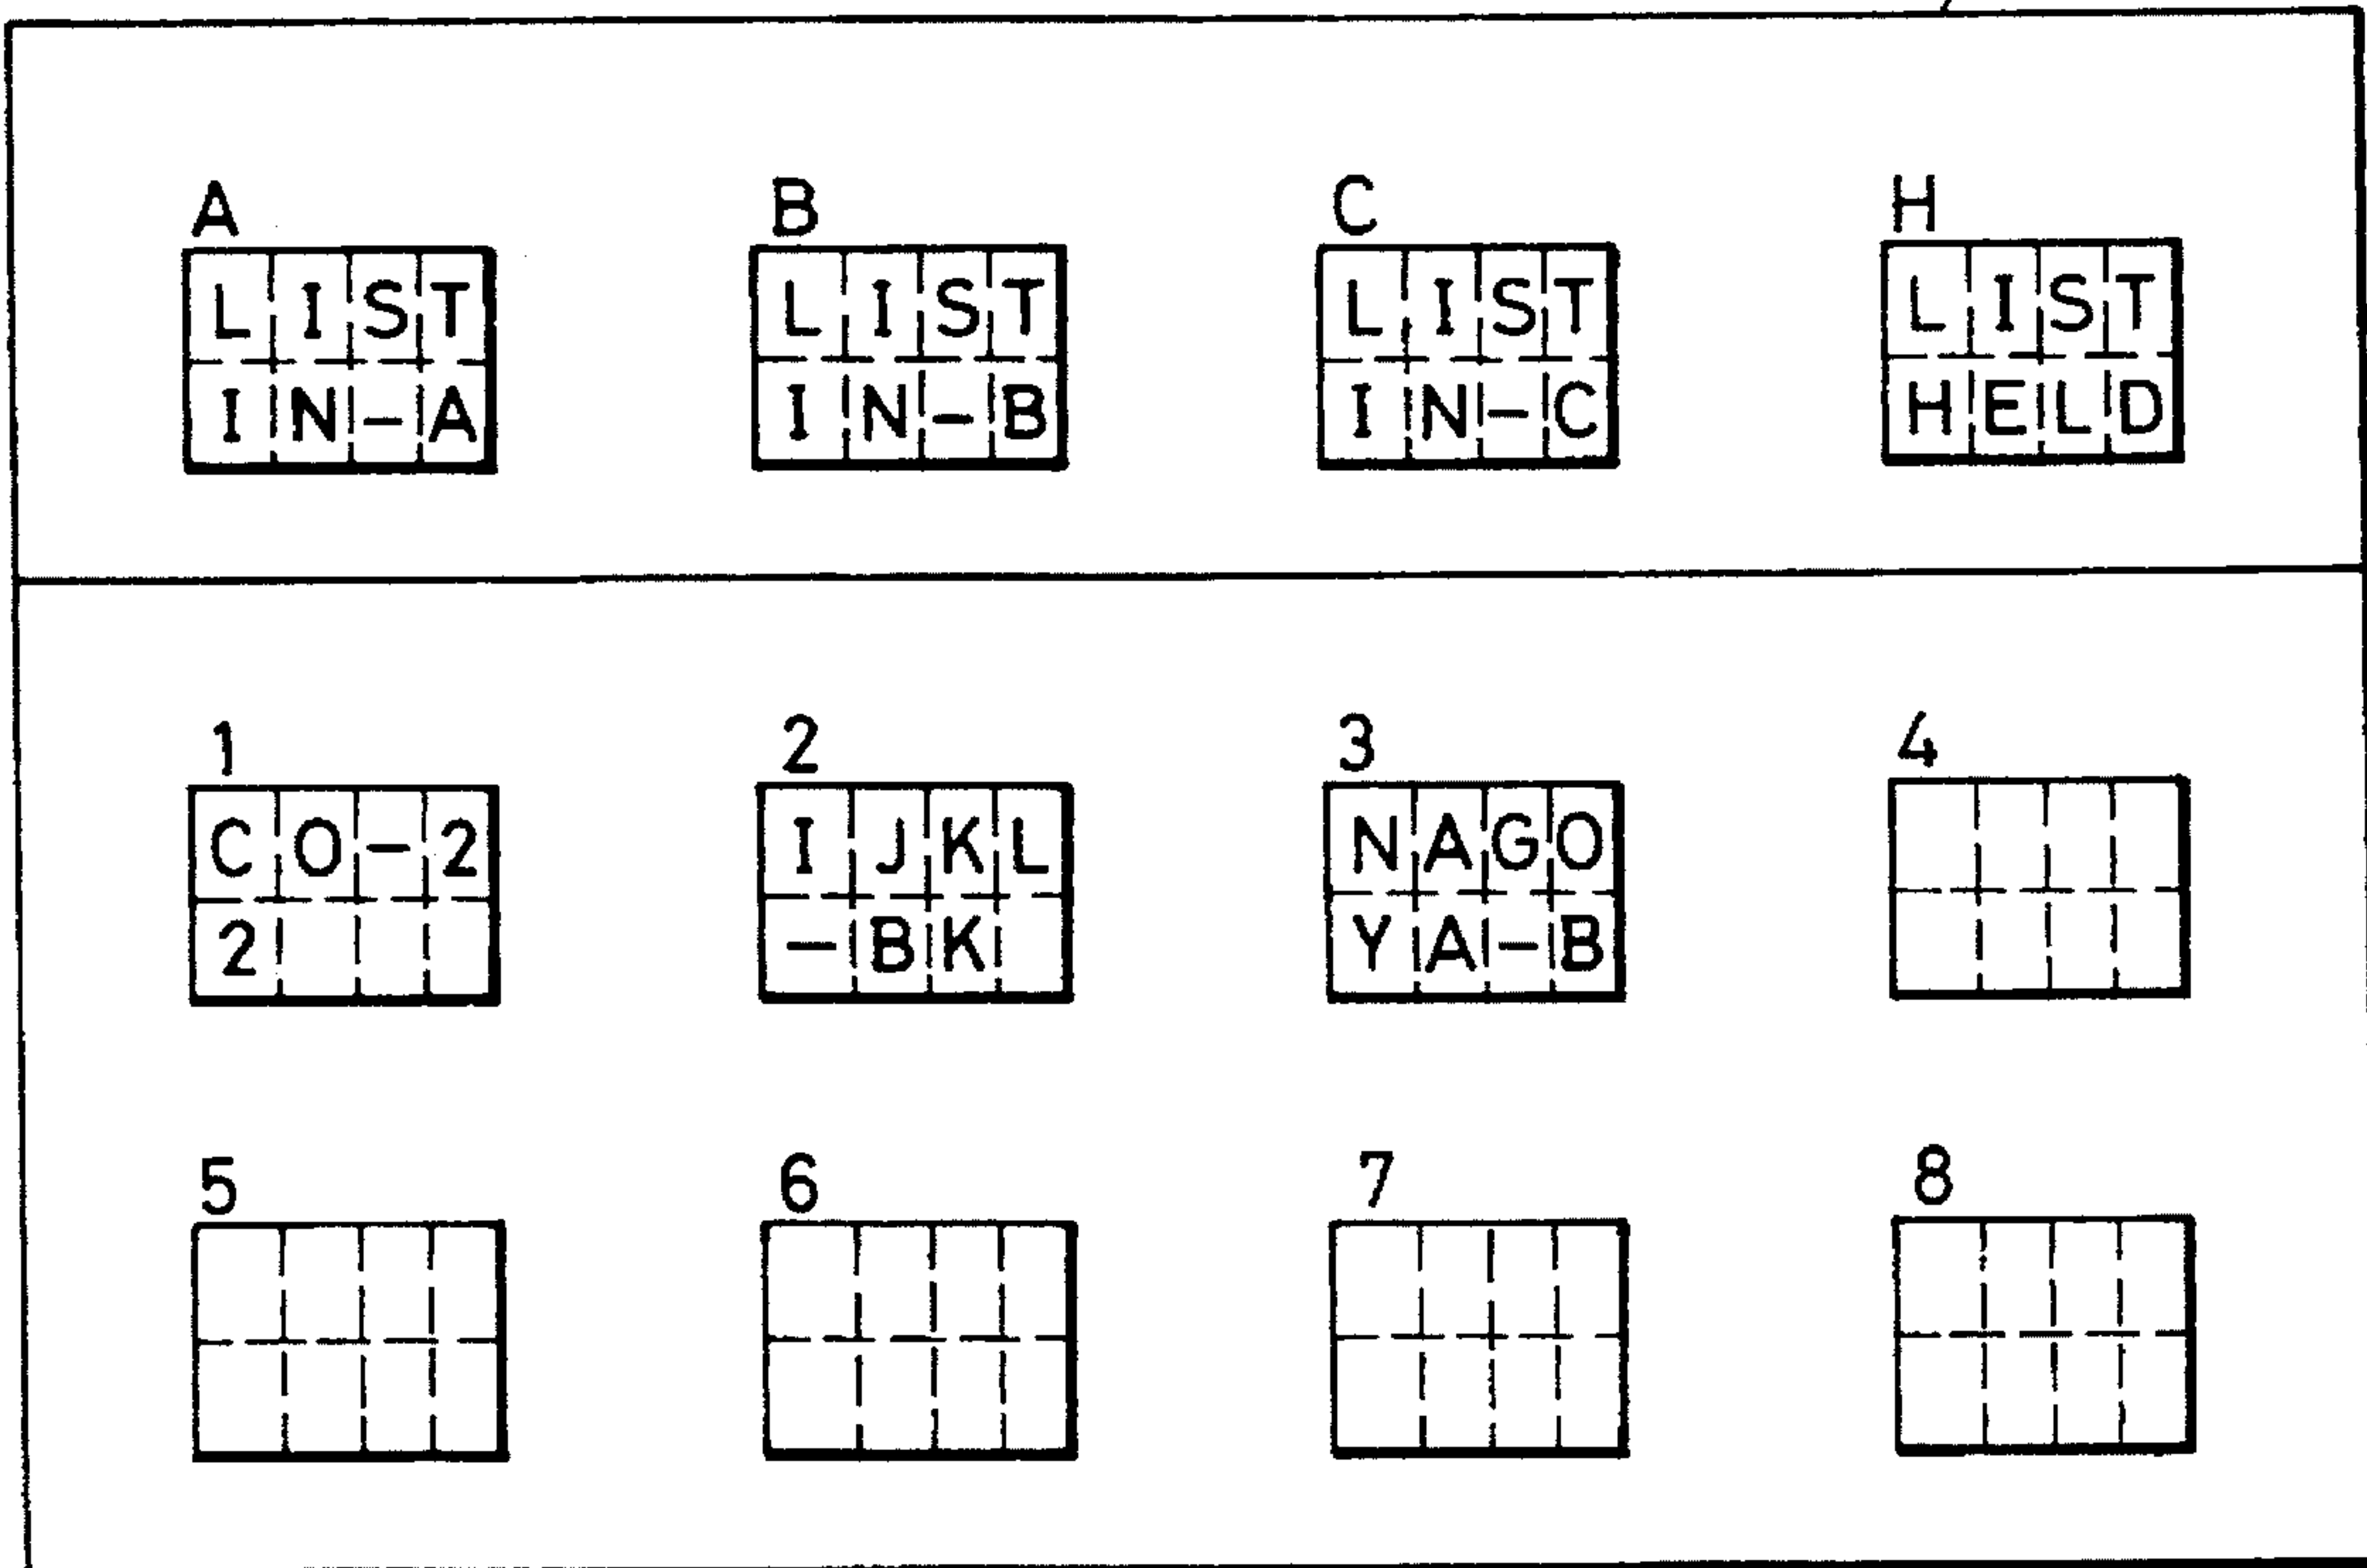 A B C H
LIST LIST LIST LIST
IN-A IN-B IN-C HELD
1 2 3 4
CO-2 IJKL NAGO
2 -BK YA-B
5 6 7 8